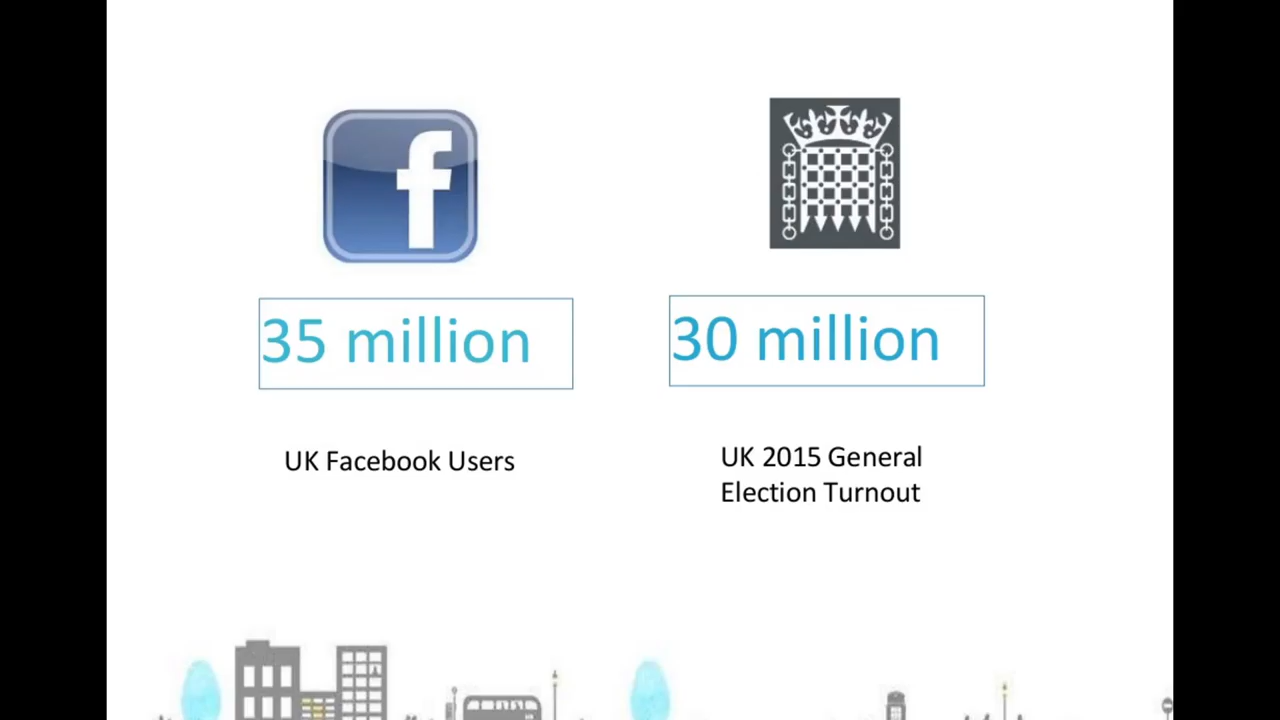 f
35 million
30 million
UK Facebook Users
UK 2015 General
Election Turnout